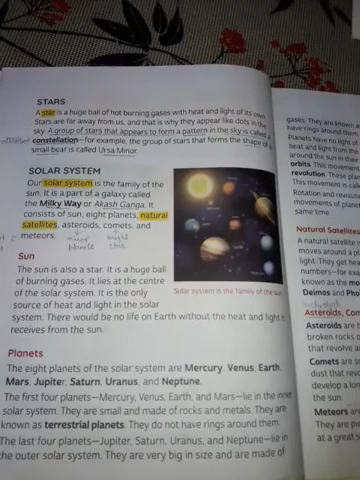 STARS
A star is a huge ball of hot burning gases with heat and light of its own.
Stars are far away from us, and that is why they appear like dots in the
sky. A group of stars that appears to form a pattern in the sky is called a
constellation—for example, the group of stars that forms the shape of a
small bear is called Ursa Minor.
SOLAR SYSTEM
Our solar system is the family of the
sun. It is a part of a galaxy called
the Milky Way or Akash Ganga. It
consists of sun, eight planets, natural
satellites, asteroids, comets, and
meteors.
minor
planets
Solar system is the family of the sun
Sun
The sun is also a star. It is a huge ball
of burning gases. It lies at the centre
of the solar system. It is the only
source of heat and light in the solar
system. There would be no life on Earth without the heat and light it
receives from the sun.
Planets
The eight planets of the solar system are Mercury, Venus, Earth,
Mars, Jupiter, Saturn, Uranus, and Neptune.
The first four planets—Mercury, Venus, Earth, and Mars—lie in the inner
solar system. They are small and made of rocks and metals. They are
known as terrestrial planets. They do not have rings around them.
The last four planets—Jupiter, Saturn, Uranus, and Neptune—lie in
the outer solar system. They are very big in size and are made of
gases. They are known a
have rings around them.
Planets have no light of
heat and light from the
around the sun in their
orbits. This movement
revolution. These plan
This movement is calle
Rotation and revoluti
movements of planet
same time.
Natural Satellites
A natural satellite is
moves around a pl
light. They get hea
numbers—for exa
known as the mo
Deimos and Pho
Asteroids, Com
Asteroids are b
broken rocks o
that revolve a
Comets are s
dust that revo
develop a lon
the sun.
Meteors are
They are pie
at a great s